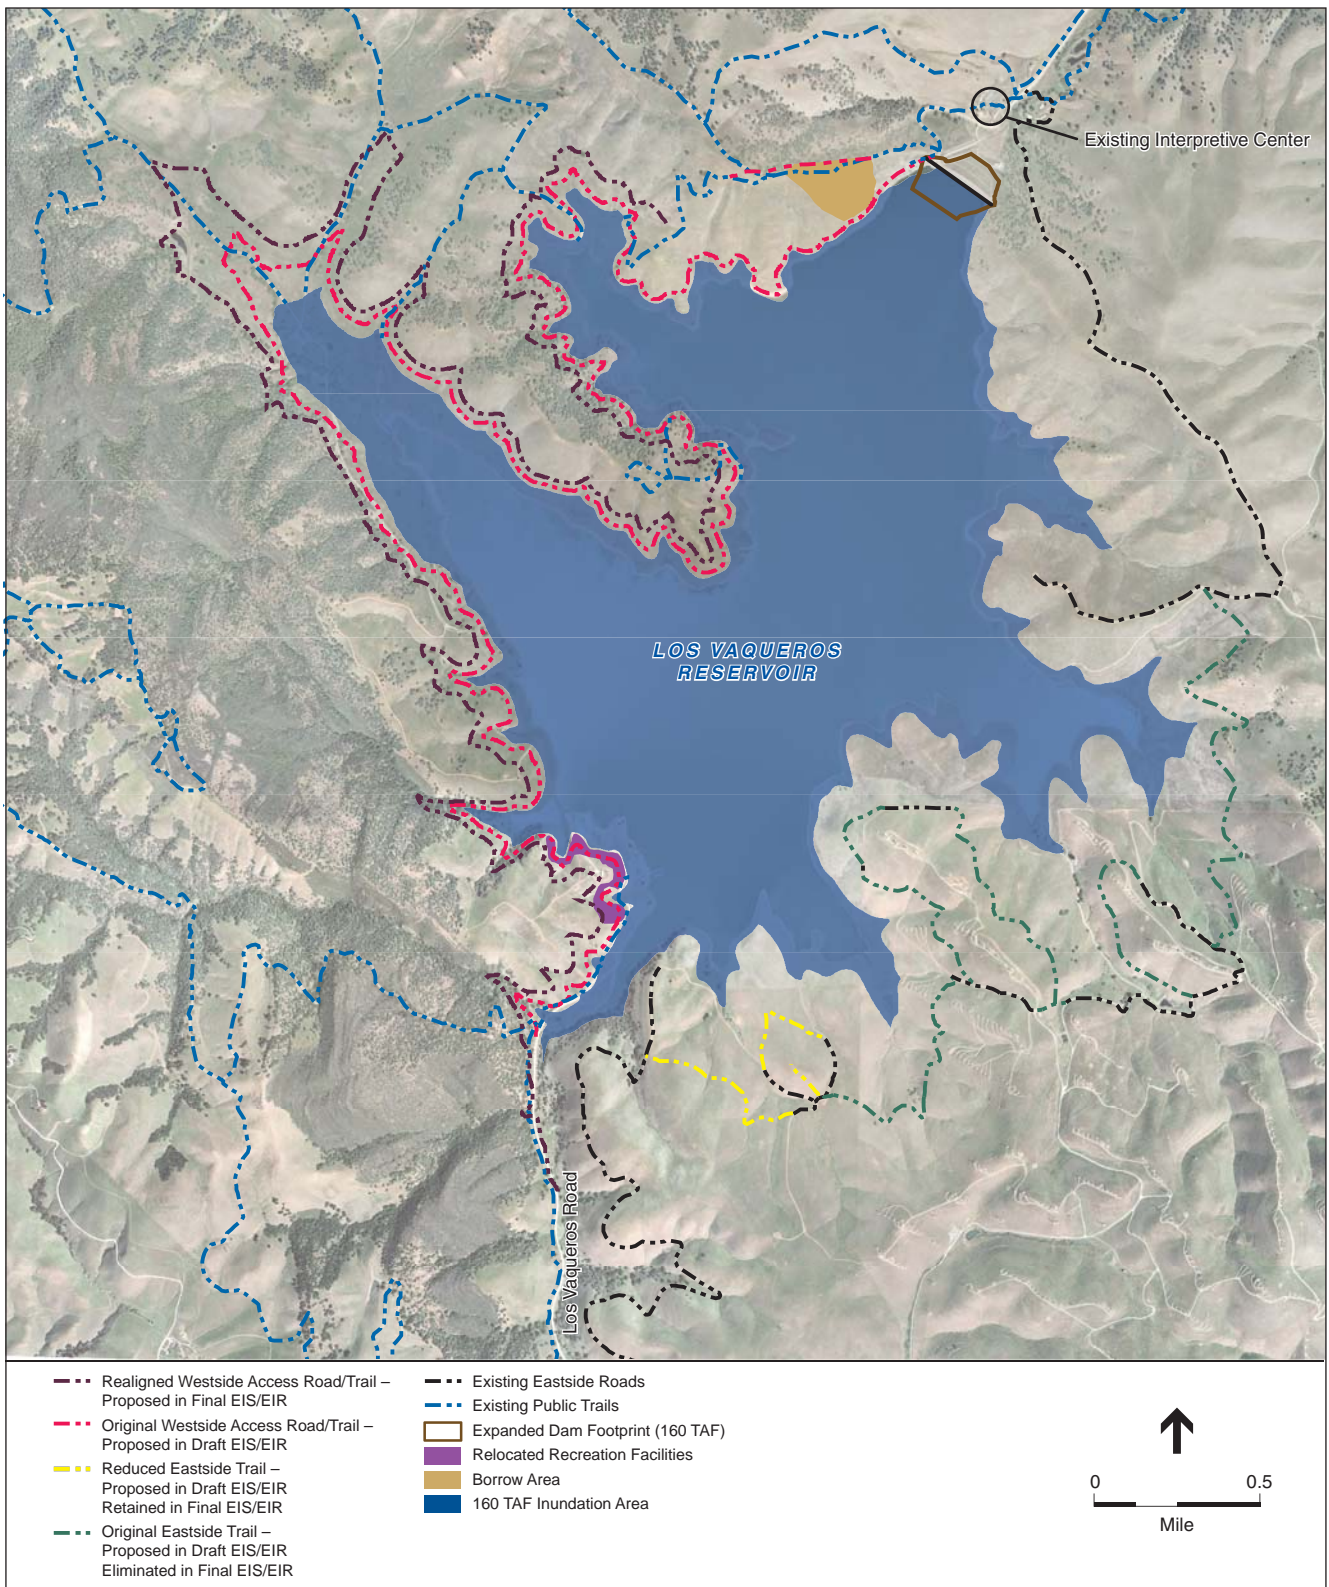 Existing Interpretive Center
LOS VAQUEROS
RESERVOIR
Los Vaqueros Road
Realigned Westside Access Road/Trail –
Proposed in Final EIS/EIR
Original Westside Access Road/Trail –
Proposed in Draft EIS/EIR
Reduced Eastside Trail –
Proposed in Draft EIS/EIR
Retained in Final EIS/EIR
Original Eastside Trail –
Proposed in Draft EIS/EIR
Eliminated in Final EIS/EIR
Existing Eastside Roads
Existing Public Trails
Expanded Dam Footprint (160 TAF)
Relocated Recreation Facilities
Borrow Area
160 TAF Inundation Area
0 0.5
Mile